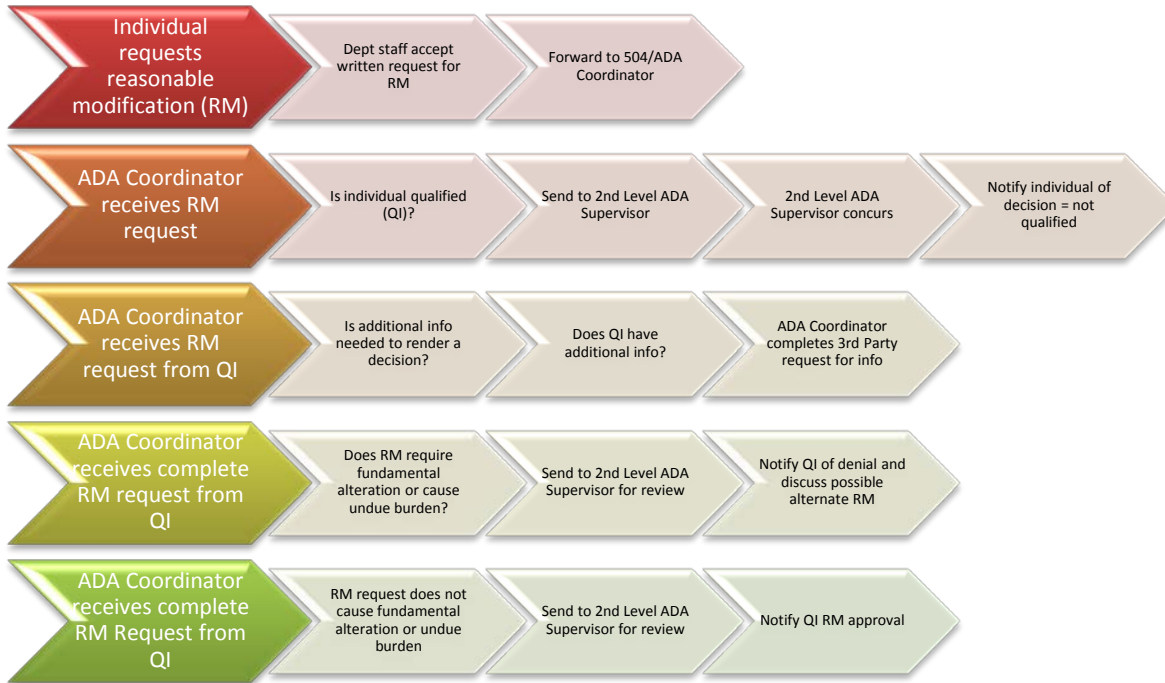 Individual
requests
reasonable
modification (RM)
Dept staff accept
written request for
RM
Forward to 504/ADA
Coordinator
ADA Coordinator
receives RM
request
Is individual qualified
(QI)?
Send to 2nd Level ADA
Supervisor
2nd Level ADA
Supervisor concurs
Notify individual of
decision = not
qualified
ADA Coordinator
receives RM
request from QI
Is additional info
needed to render a
decision?
Does QI have
additional info?
ADA Coordinator
completes 3rd Party
request for info
ADA Coordinator
receives complete
RM request from
QI
Does RM require
fundamental
alteration or cause
undue burden?
Send to 2nd Level ADA
Supervisor for review
Notify QI of denial and
discuss possible
alternate RM
ADA Coordinator
receives complete
RM Request from
QI
RM request does not
cause fundamental
alteration or undue
burden
Send to 2nd Level ADA
Supervisor for review
Notify QI RM approval